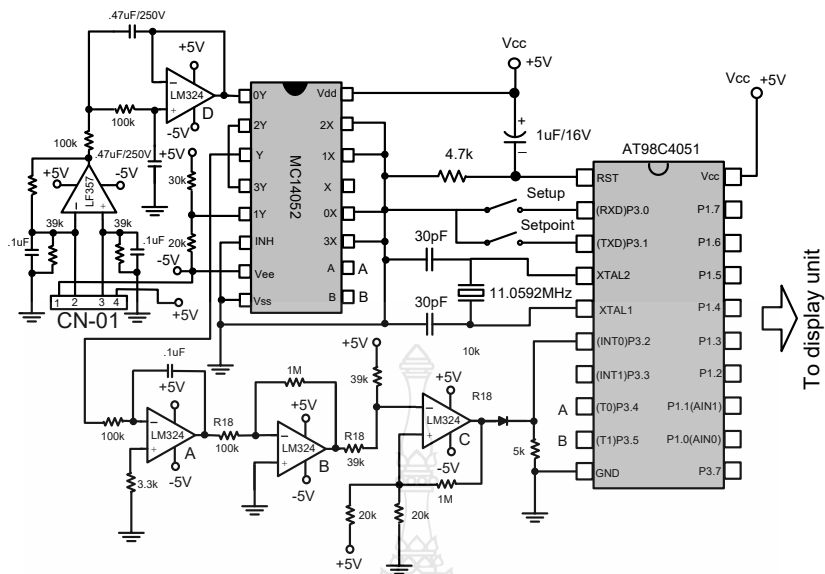 .47uF/250V
+5V
LM324
D
-5V
100k
100k
.47uF/250V
+5V
+5V
-5V
LF357
30k
39k
39k
.1uF
.1uF
20k
-5V
1 2 3 4
CN-01
+5V
MC14052
0Y
2Y
Y
3Y
1Y
INH
Vee
Vss
Vdd
2X
1X
X
0X
3X
A A
B B
Vcc
+5V
1uF/16V
4.7k
Setup
Setpoint
30pF
30pF
11.0592MHz
10k
Vcc +5V
AT98C4051
RST
(RXD)P3.0
(TXD)P3.1
XTAL2
XTAL1
(INT0)P3.2
(INT1)P3.3
A (T0)P3.4
B (T1)P3.5
GND
Vcc
P1.7
P1.6
P1.5
P1.4
P1.3
P1.2
P1.1(AIN1)
P1.0(AIN0)
P3.7
To display unit
.1uF
+5V
100k
LM324
A
-5V
3.3k
R18
100k
1M
+5V
LM324
B
-5V
R18
39k
+5V
39k
+5V
LM324
C
-5V
R18
1M
20k
20k
+5V
5k